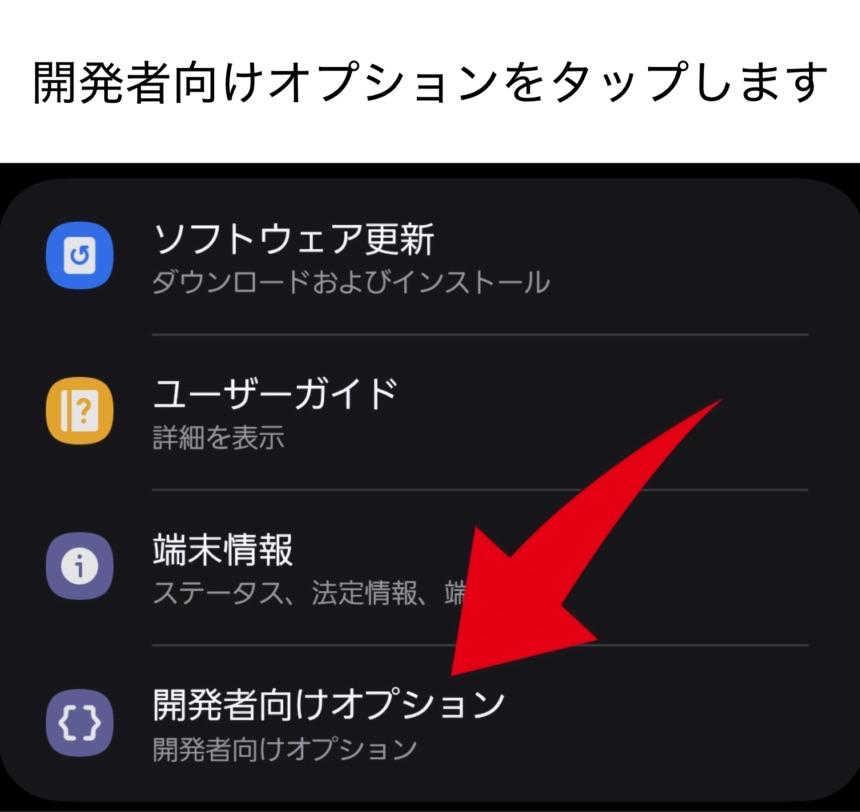 開発者向けオプションをタップします
ソフトウェア更新
ダウンロードおよびインストール
ユーザーガイド
詳細を表示
端末情報
ステータス、法定情報、端
開発者向けオプション
開発者向けオプション